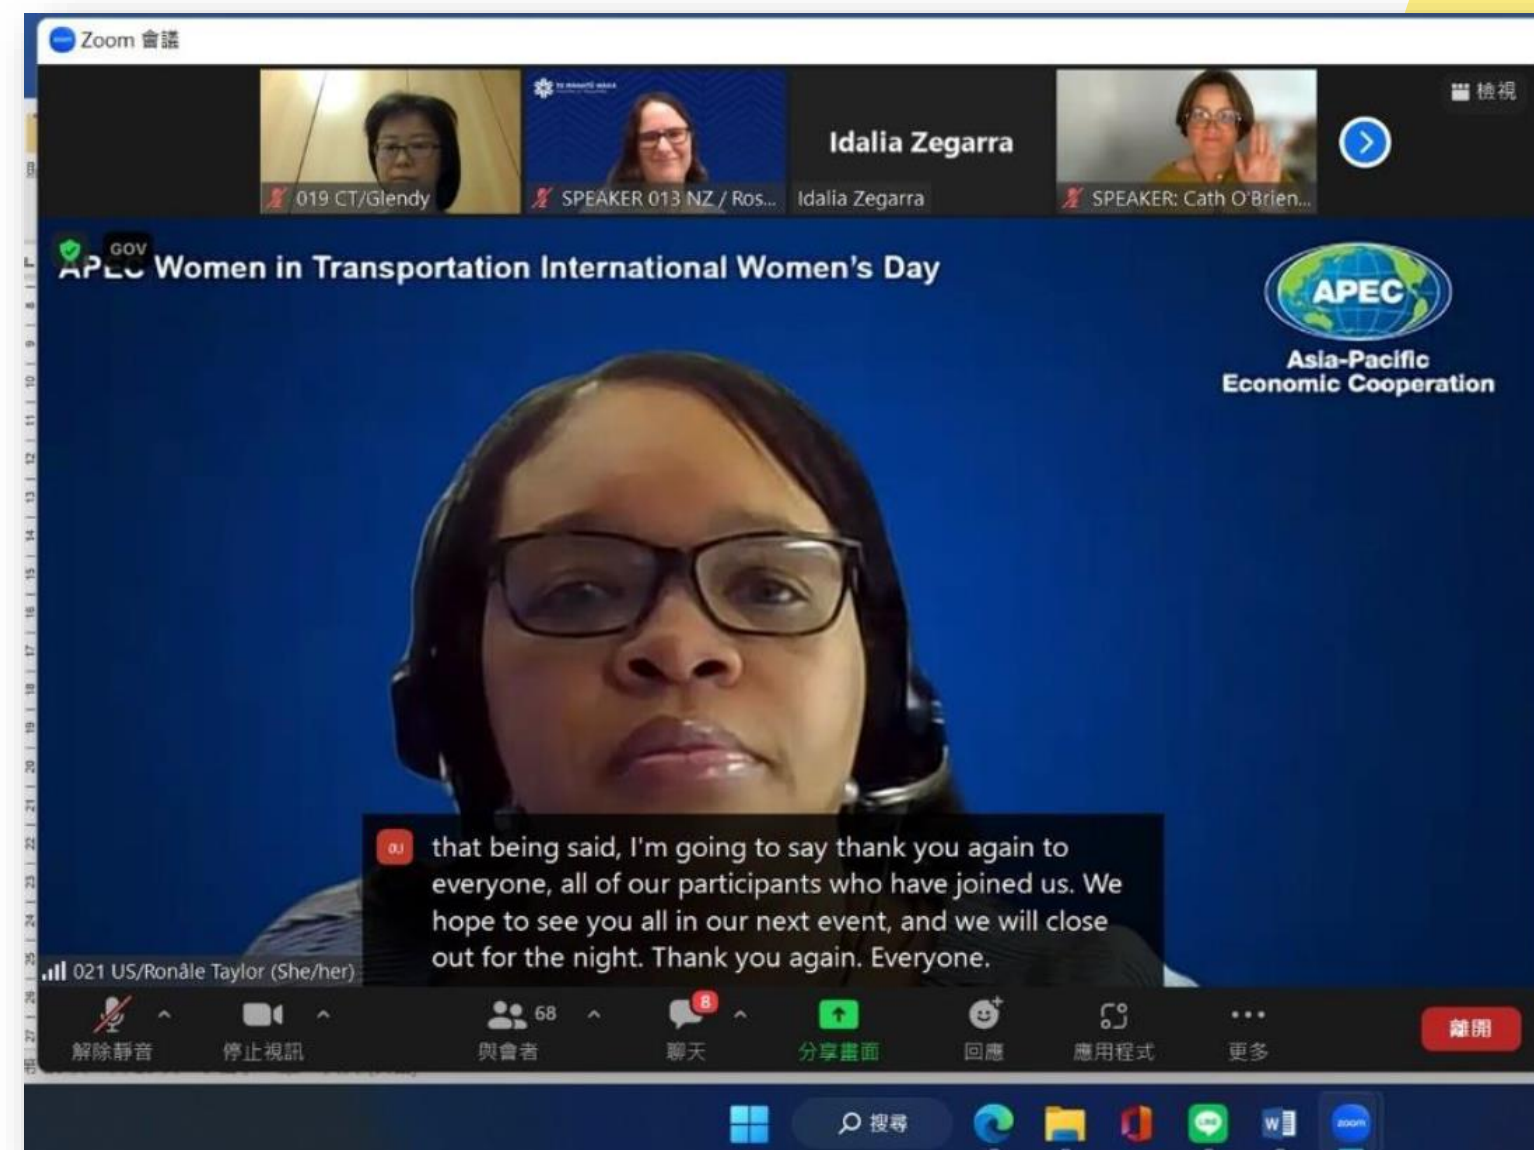 Zoom 會議
檢視
Idalia Zegarra
019 CT/Glendy
SPEAKER 013 NZ / Ros...
Idalia Zegarra
SPEAKER: Cath O'Brien...
GOV
APEC Women in Transportation International Women's Day
APEC
Asia-Pacific
Economic Cooperation
that being said, I'm going to say thank you again to
everyone, all of our participants who have joined us. We
hope to see you all in our next event, and we will close
out for the night. Thank you again. Everyone.
021 US/Ronâle Taylor (She/her)
68
8
解除靜音
停止視訊
與會者
聊天
分享畫面
回應
應用程式
更多
離開
搜尋
LINE
W
zoom